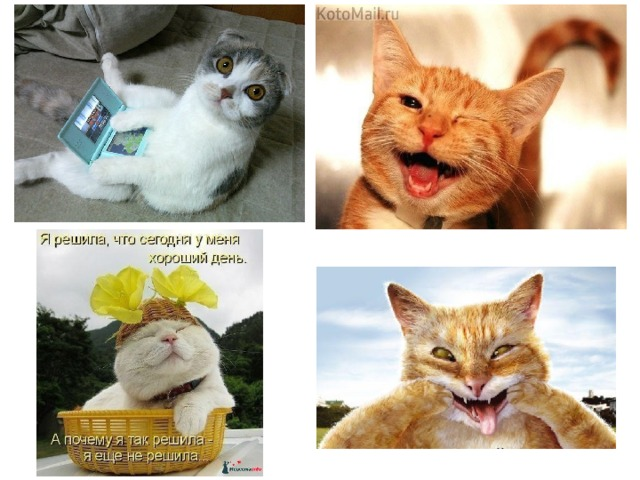 KotoMail.ru
Я решила, что сегодня у меня
хороший день.
А почему я так решила -
я еще не решила...